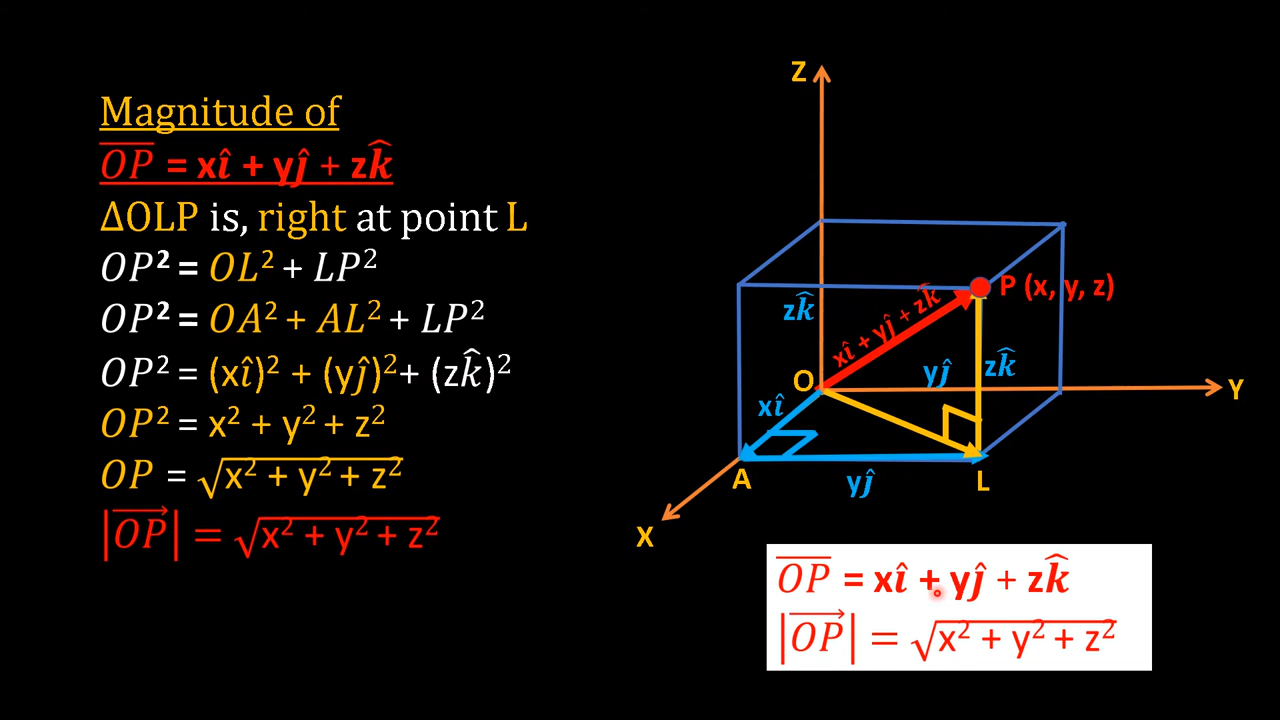 Magnitude of
O͞P͞ = xî + yĵ + zk̂
ΔOLP is, right at point L
OP² = OL² + LP²
OP² = OA² + AL² + LP²
OP² = (xî)² + (yĵ)²+ (zk̂)²
OP² = x² + y² + z²
OP = √x² + y² + z²
|OP⃗| = √x² + y² + z²
Z
P (x, y, z)
xî + yĵ + zk̂
zk̂
yĵ
zk̂
O
Y
xî
A
yĵ
L
X
O͞P͞ = xî + yĵ + zk̂
|OP⃗| = √x² + y² + z²